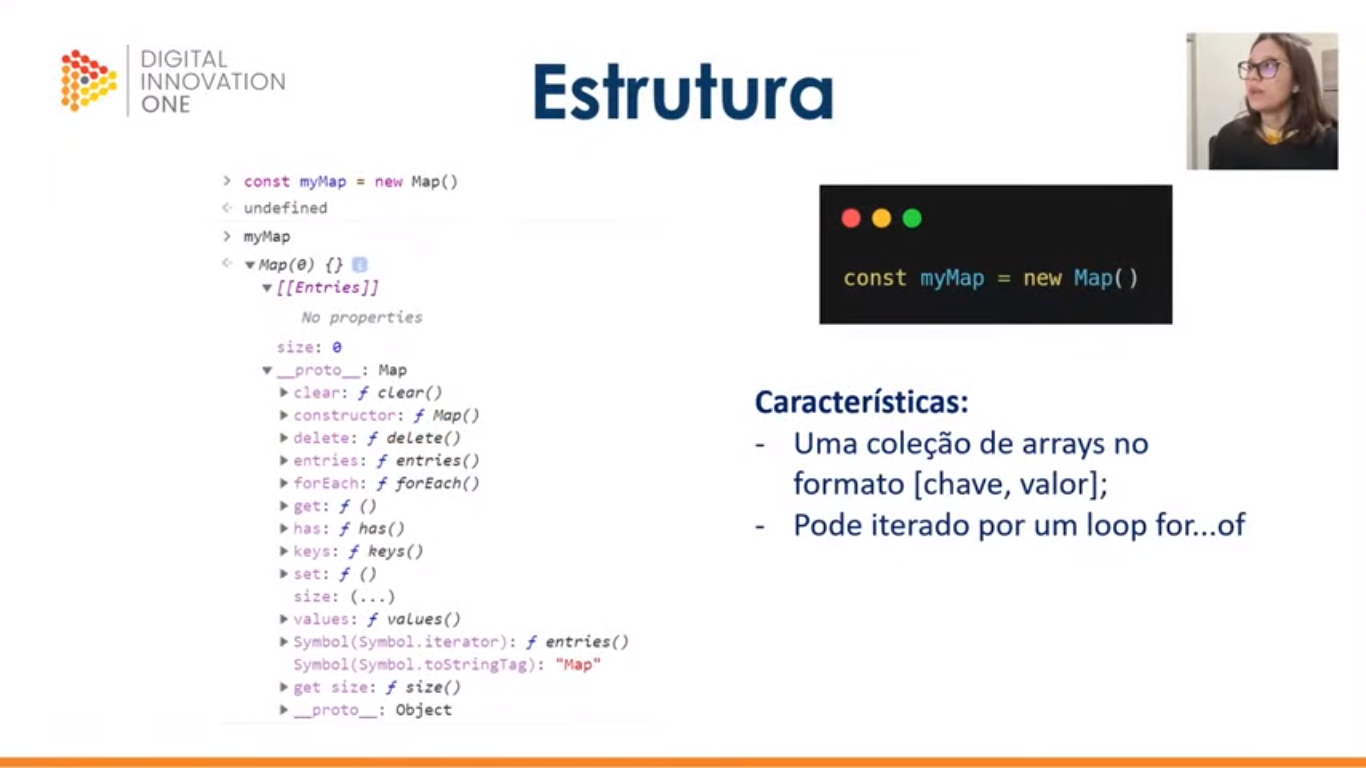 DIGITAL
INNOVATION
ONE
Estrutura
> const myMap = new Map()
<· undefined
> myMap
<· ▼Map(0) {} i
▼[[Entries]]
No properties
size: 0
▼__proto__: Map
▶clear: ƒ clear()
▶constructor: ƒ Map()
▶delete: ƒ delete()
▶entries: ƒ entries()
▶forEach: ƒ forEach()
▶get: ƒ ()
▶has: ƒ has()
▶keys: ƒ keys()
▶set: ƒ ()
size: (...)
▶values: ƒ values()
▶Symbol(Symbol.iterator): ƒ entries()
Symbol(Symbol.toStringTag): "Map"
▶get size: ƒ size()
▶__proto__: Object
const myMap = new Map()
Características:
- Uma coleção de arrays no
formato [chave, valor];
- Pode iterado por um loop for...of